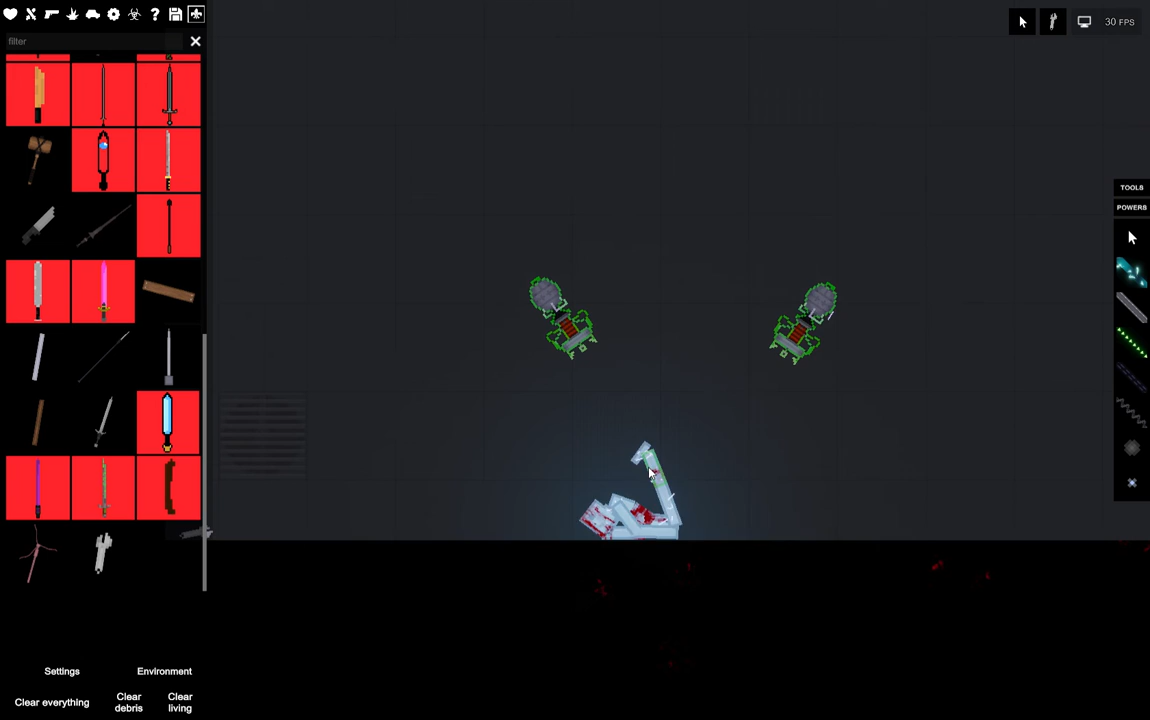 30 FPS
filter
TOOLS
POWERS
Settings
Environment
Clear everything
Clear
debris
Clear
living